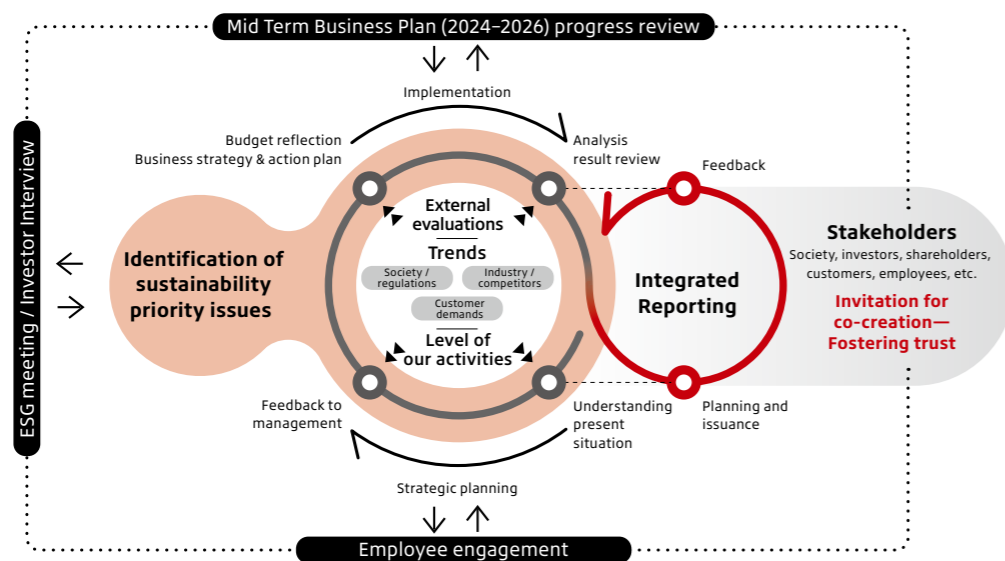 Mid Term Business Plan (2024–2026) progress review
ESG meeting / Investor Interview
Implementation
Budget reflection
Business strategy & action plan
Analysis
result review
Feedback
External
evaluations
Trends
Society /
regulations
Industry /
competitors
Customer
demands
Level of
our activities
Identification of
sustainability
priority issues
Integrated
Reporting
Stakeholders
Society, investors, shareholders,
customers, employees, etc.
Invitation for
co-creation—
Fostering trust
Feedback to
management
Understanding
present
situation
Planning and
issuance
Strategic planning
Employee engagement